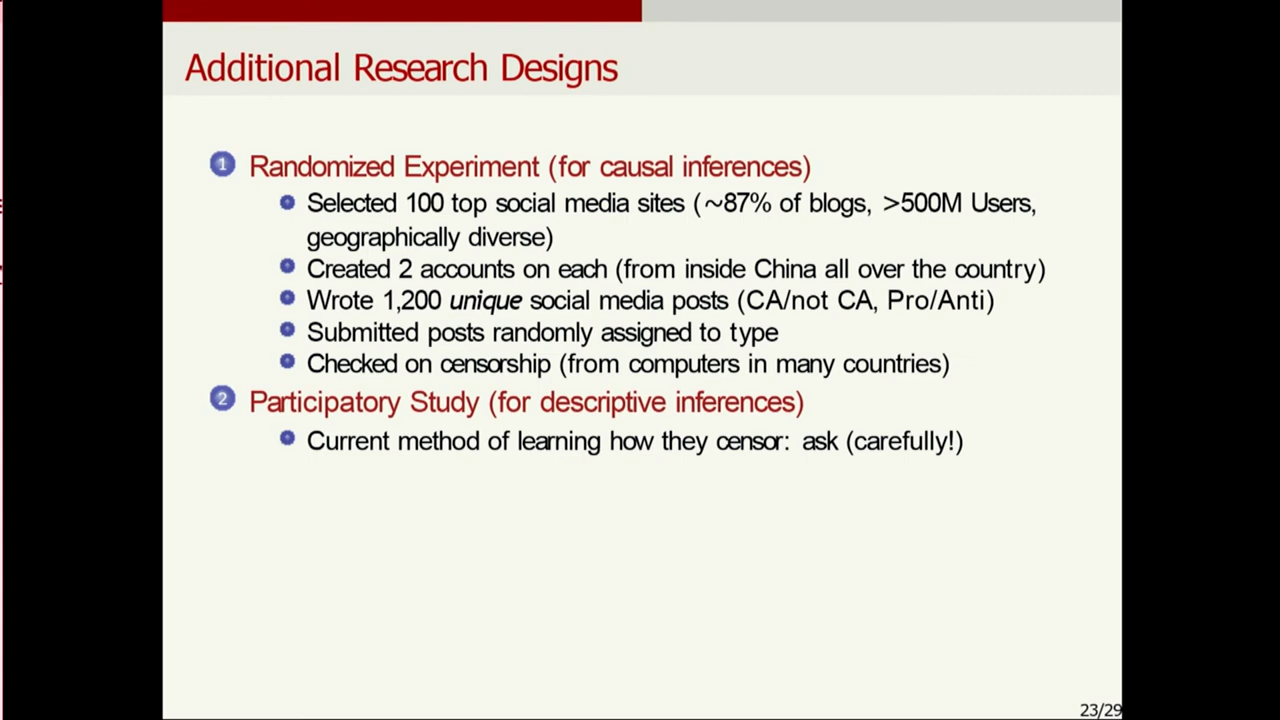 Additional Research Designs
1 Randomized Experiment (for causal inferences)
Selected 100 top social media sites (~87% of blogs, >500M Users,
geographically diverse)
Created 2 accounts on each (from inside China all over the country)
Wrote 1,200 unique social media posts (CA/not CA, Pro/Anti)
Submitted posts randomly assigned to type
Checked on censorship (from computers in many countries)
2 Participatory Study (for descriptive inferences)
Current method of learning how they censor: ask (carefully!)
23/29